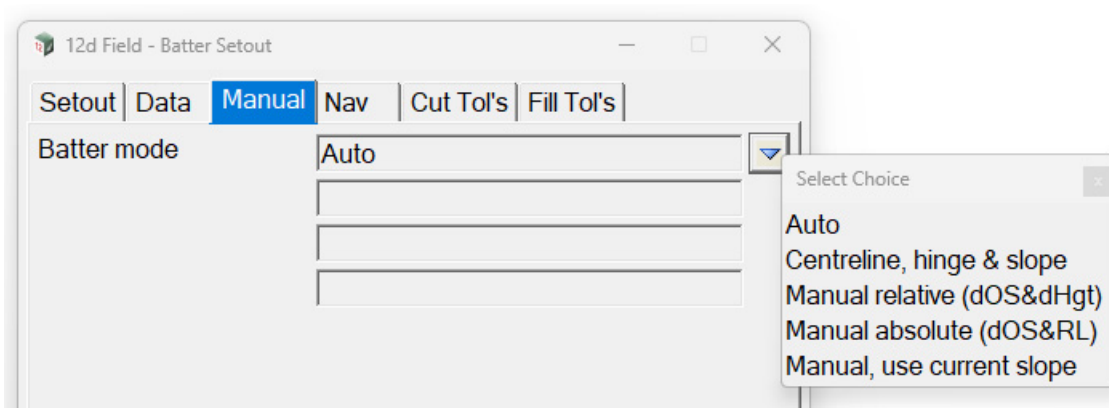 12d Field - Batter Setout
Setout Data Manual Nav Cut Tol's Fill Tol's
Batter mode Auto
Select Choice
Auto
Centreline, hinge & slope
Manual relative (dOS&dHgt)
Manual absolute (dOS&RL)
Manual, use current slope